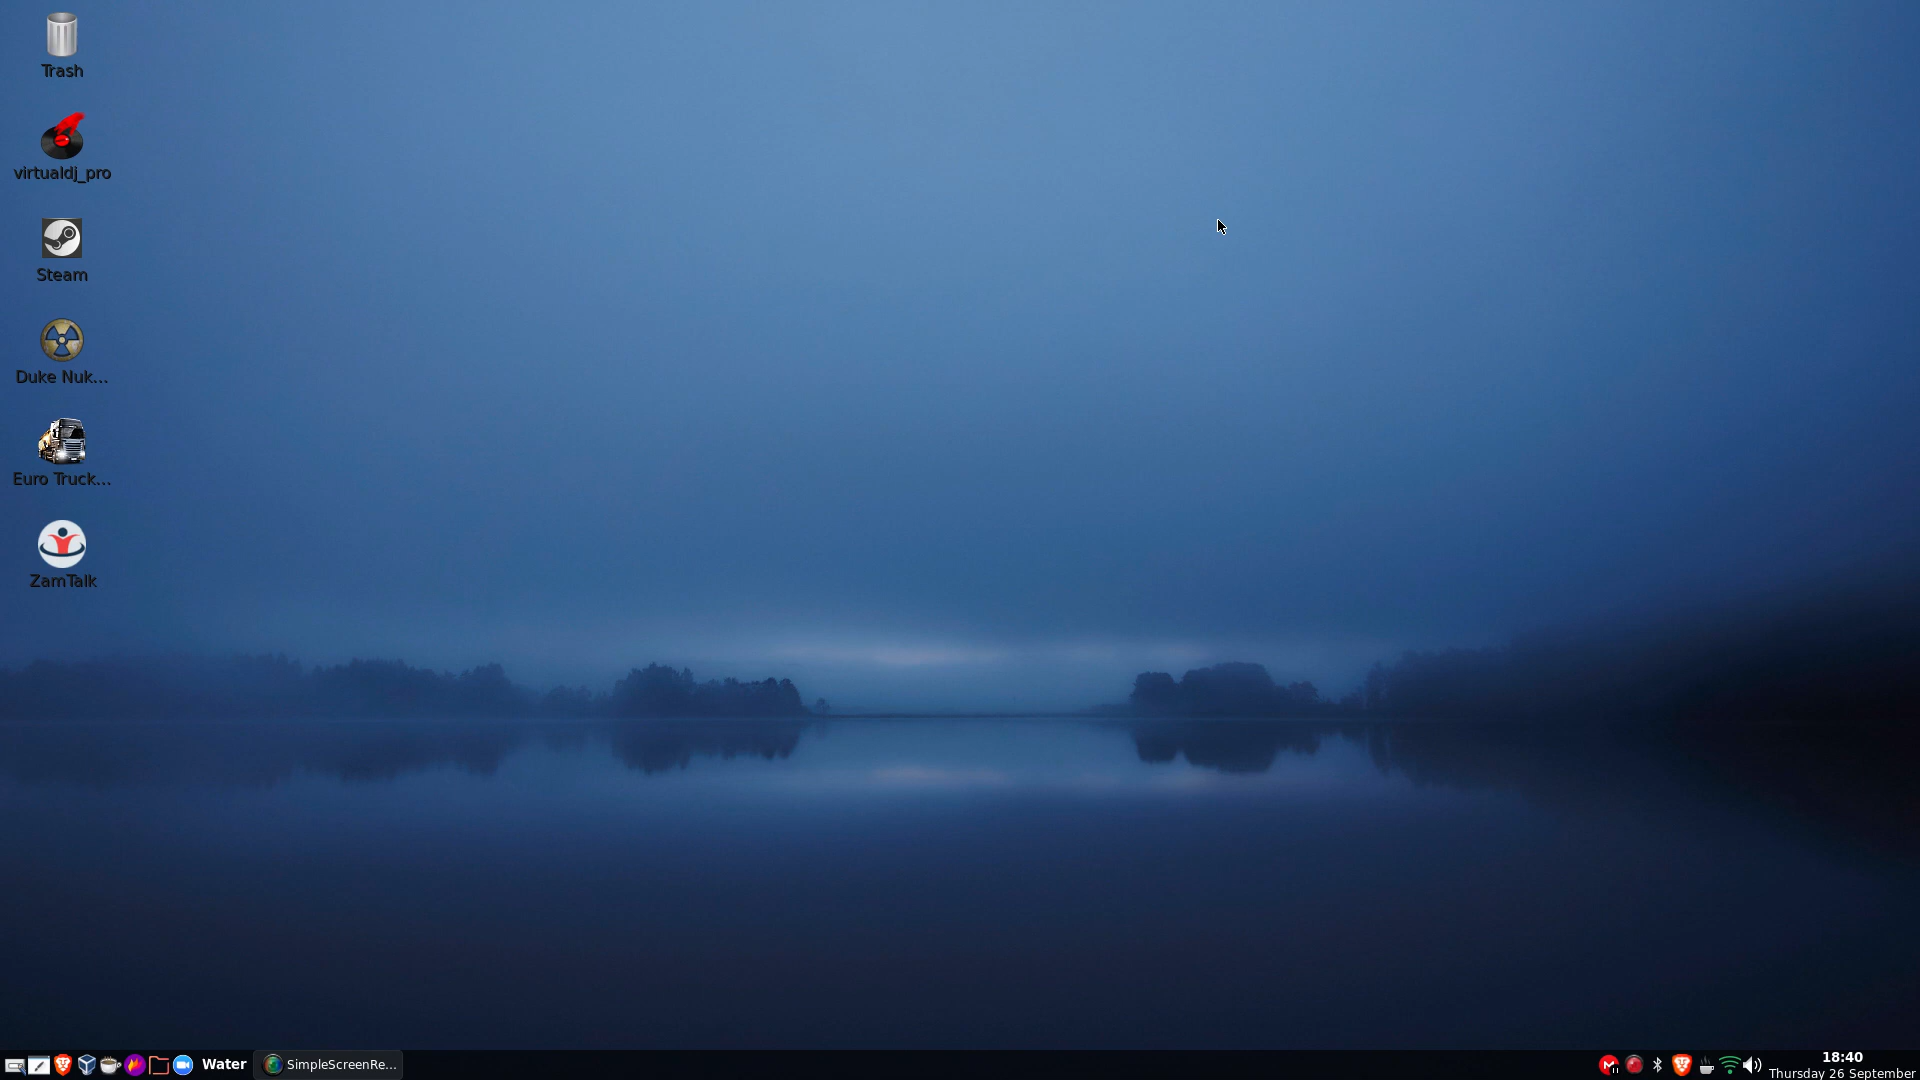 Trash
virtualdj_pro
Steam
Duke Nuk...
Euro Truck...
ZamTalk
Water
SimpleScreenRe...
18:40
Thursday 26 September